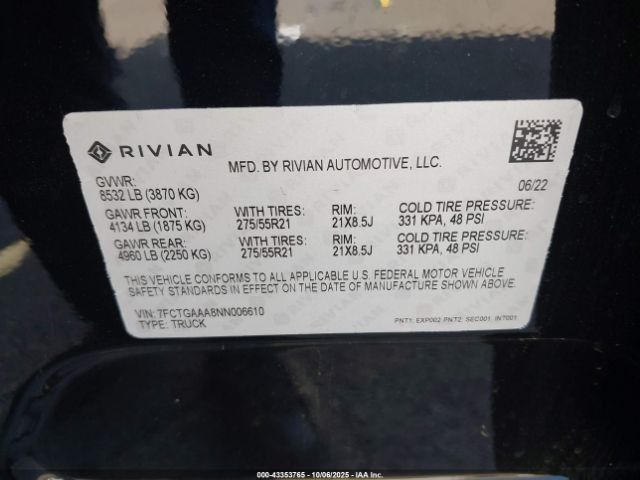 RIVIAN
MFD. BY RIVIAN AUTOMOTIVE, LLC.
GVWR:
8532 LB (3870 KG)
06/22
GAWR FRONT: WITH TIRES: RIM: COLD TIRE PRESSURE:
4134 LB (1875 KG) 275/55R21 21X8.5J 331 KPA, 48 PSI
GAWR REAR: WITH TIRES: RIM: COLD TIRE PRESSURE:
4960 LB (2250 KG) 275/55R21 21X8.5J 331 KPA, 48 PSI
THIS VEHICLE CONFORMS TO ALL APPLICABLE U.S. FEDERAL MOTOR VEHICLE
SAFETY STANDARDS IN EFFECT ON THE DATE OF MANUFACTURE SHOWN ABOVE.
VIN: 7FCTGAAA8NN006610
TYPE: TRUCK
PNT1: EXP002 PNT2: SEC001 INT001
000-43353765 - 10/06/2025 - IAA Inc.